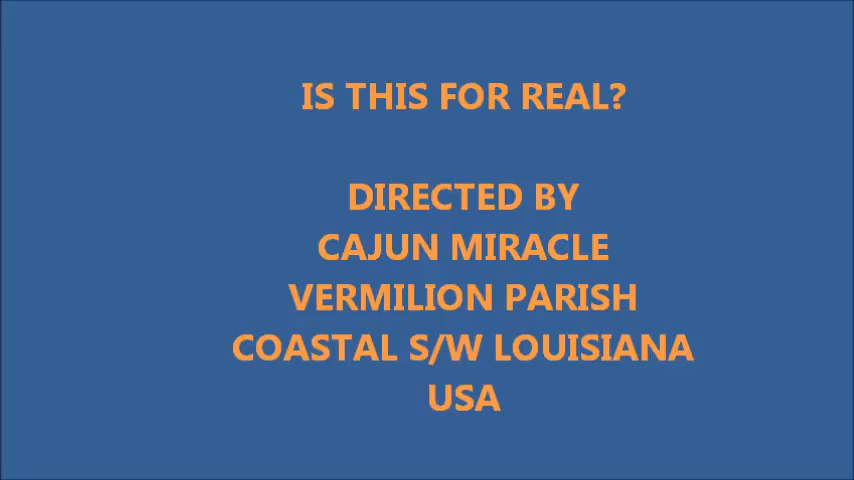 IS THIS FOR REAL?
DIRECTED BY
CAJUN MIRACLE
VERMILION PARISH
COASTAL S/W LOUISIANA
USA